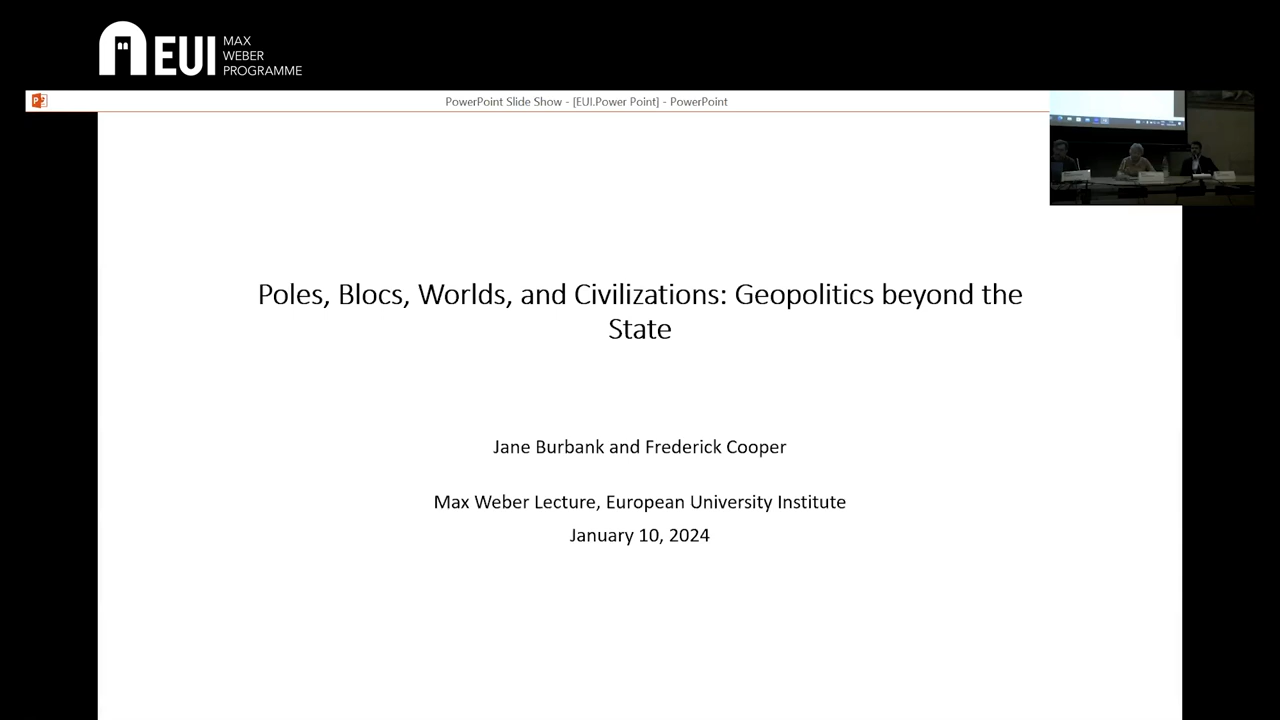 EUI
MAX
WEBER
PROGRAMME
PowerPoint Slide Show - [EUI.Power Point] - PowerPoint
Poles, Blocs, Worlds, and Civilizations: Geopolitics beyond the
State
Jane Burbank and Frederick Cooper
Max Weber Lecture, European University Institute
January 10, 2024